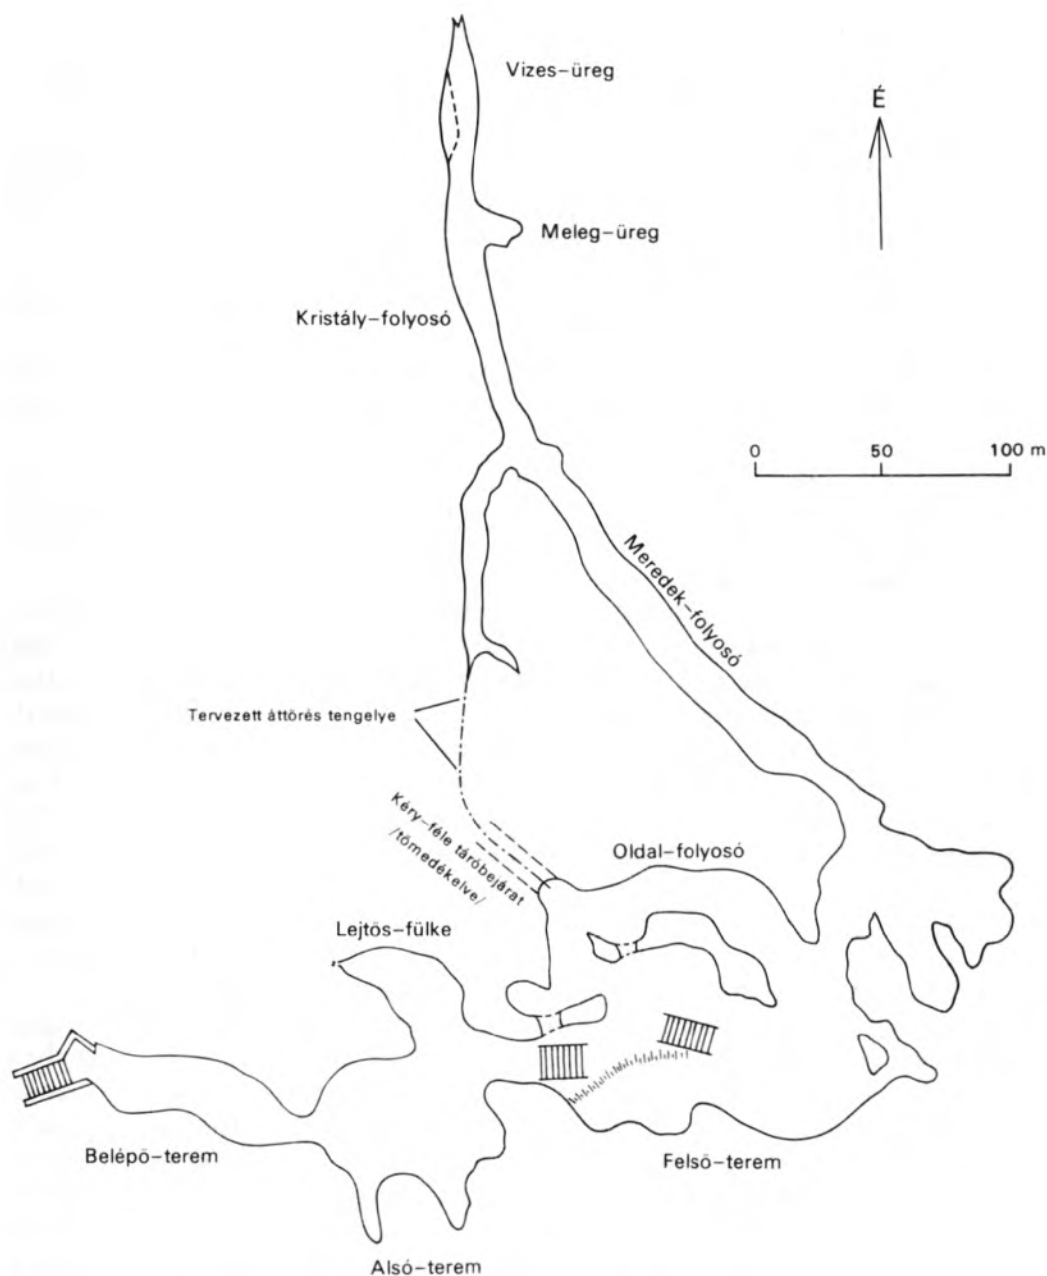 Vizes-üreg
É
Meleg-üreg
Kristály-folyosó
0 50 100 m
Meredek-folyosó
Tervezett áttörés tengelye
Kéry-féle táróbejárat
/tömedékelve/
Oldal-folyosó
Lejtős-fülke
Belépő-terem
Felső-terem
Alsó-terem